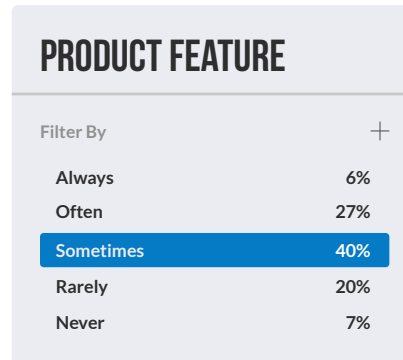 PRODUCT FEATURE
Filter By +
Always 6%
Often 27%
Sometimes 40%
Rarely 20%
Never 7%